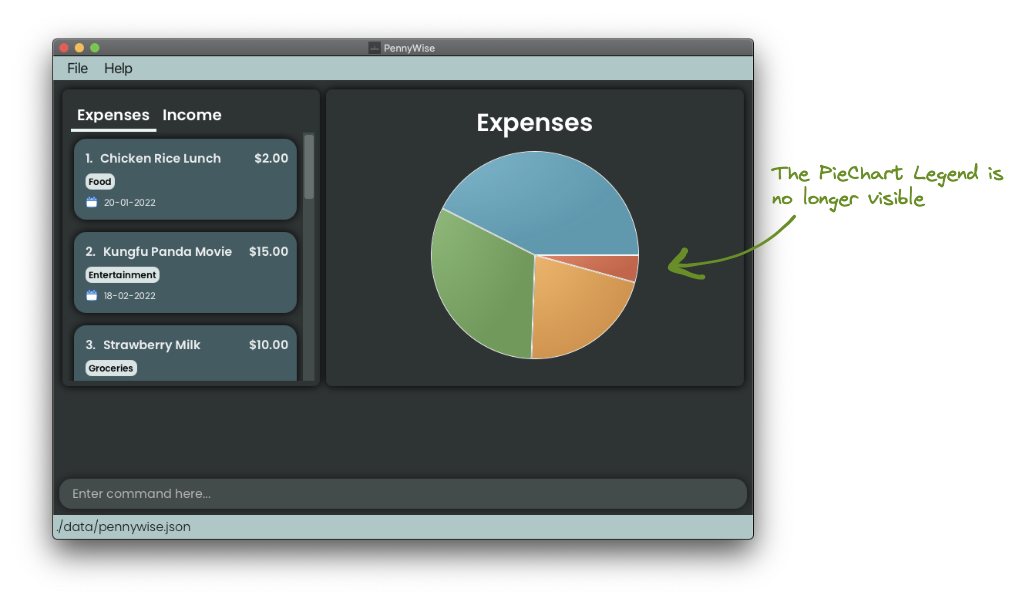 PennyWise
File Help
Expenses Income
1. Chicken Rice Lunch $2.00
Food
20-01-2022
2. Kungfu Panda Movie $15.00
Entertainment
18-02-2022
3. Strawberry Milk $10.00
Groceries
Expenses
The PieChart Legend is
no longer visible
Enter command here...
./data/pennywise.json